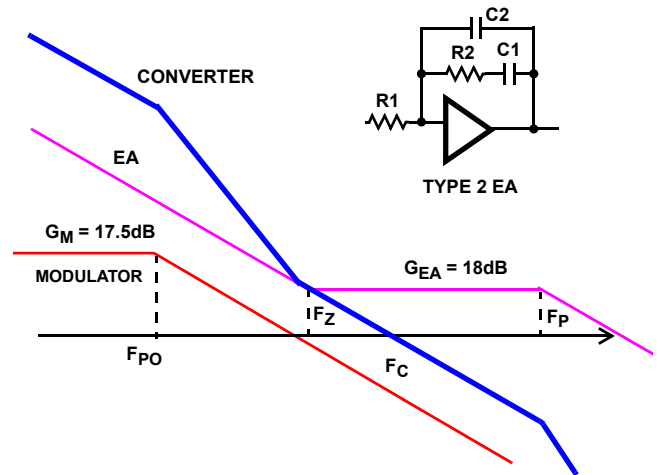 C2
R2
C1
R1
TYPE 2 EA
CONVERTER
EA
G_M = 17.5dB
MODULATOR
G_EA = 18dB
F_Z
F_P
F_PO
F_C